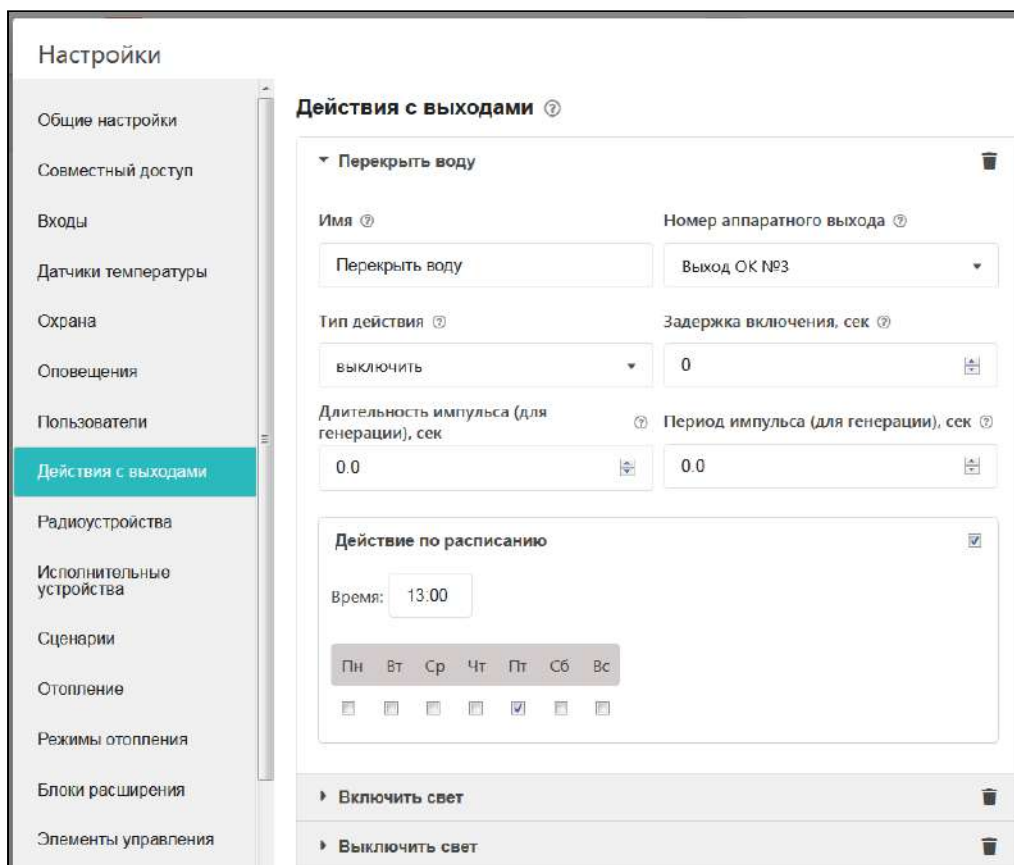 Настройки
Общие настройки
Совместный доступ
Входы
Датчики температуры
Охрана
Оповещения
Пользователи
Действия с выходами
Радиоустройства
Исполнительные
устройства
Сценарии
Отопление
Режимы отопления
Блоки расширения
Элементы управления
Действия с выходами
Перекрыть воду
Имя
Номер аппаратного выхода
Перекрыть воду
Выход ОК №3
Тип действия
Задержка включения, сек
выключить
0
Длительность импульса (для
генерации), сек
Период импульса (для генерации), сек
0.0
0.0
Действие по расписанию
Время: 13:00
Пн Вт Ср Чт Пт Сб Вс
Включить свет
Выключить свет